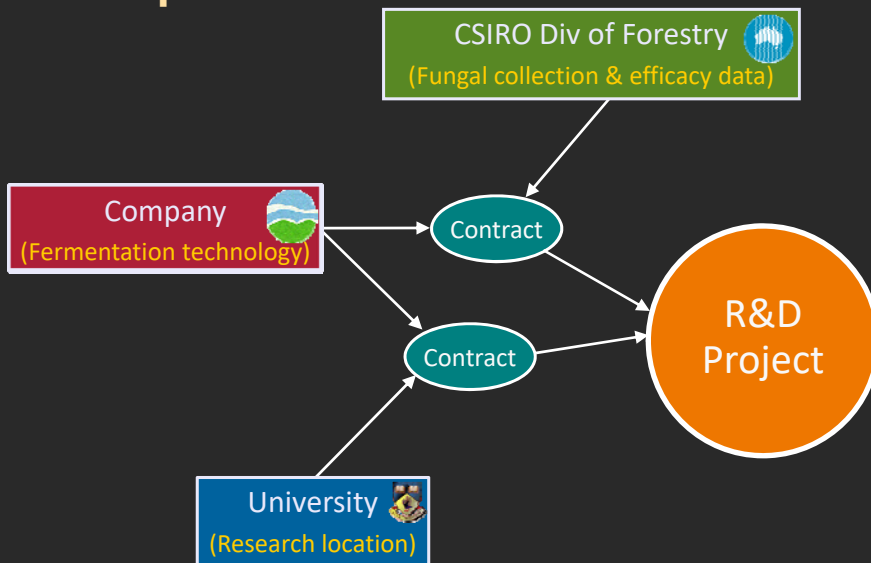 CSIRO Div of Forestry
(Fungal collection & efficacy data)
Company
(Fermentation technology)
Contract
R&D
Project
Contract
University
(Research location)